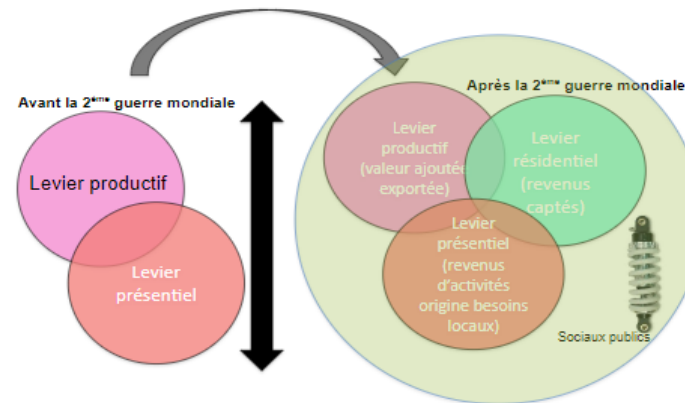 Avant la 2ème guerre mondiale
Levier productif
Levier
présentiel
Après la 2ème guerre mondiale
Levier
productif
(valeur ajoutée
exportée)
Levier
résidentiel
(revenus
captés)
Levier
présentiel
(revenus
d'activités
origine besoins
locaux)
Sociaux publics